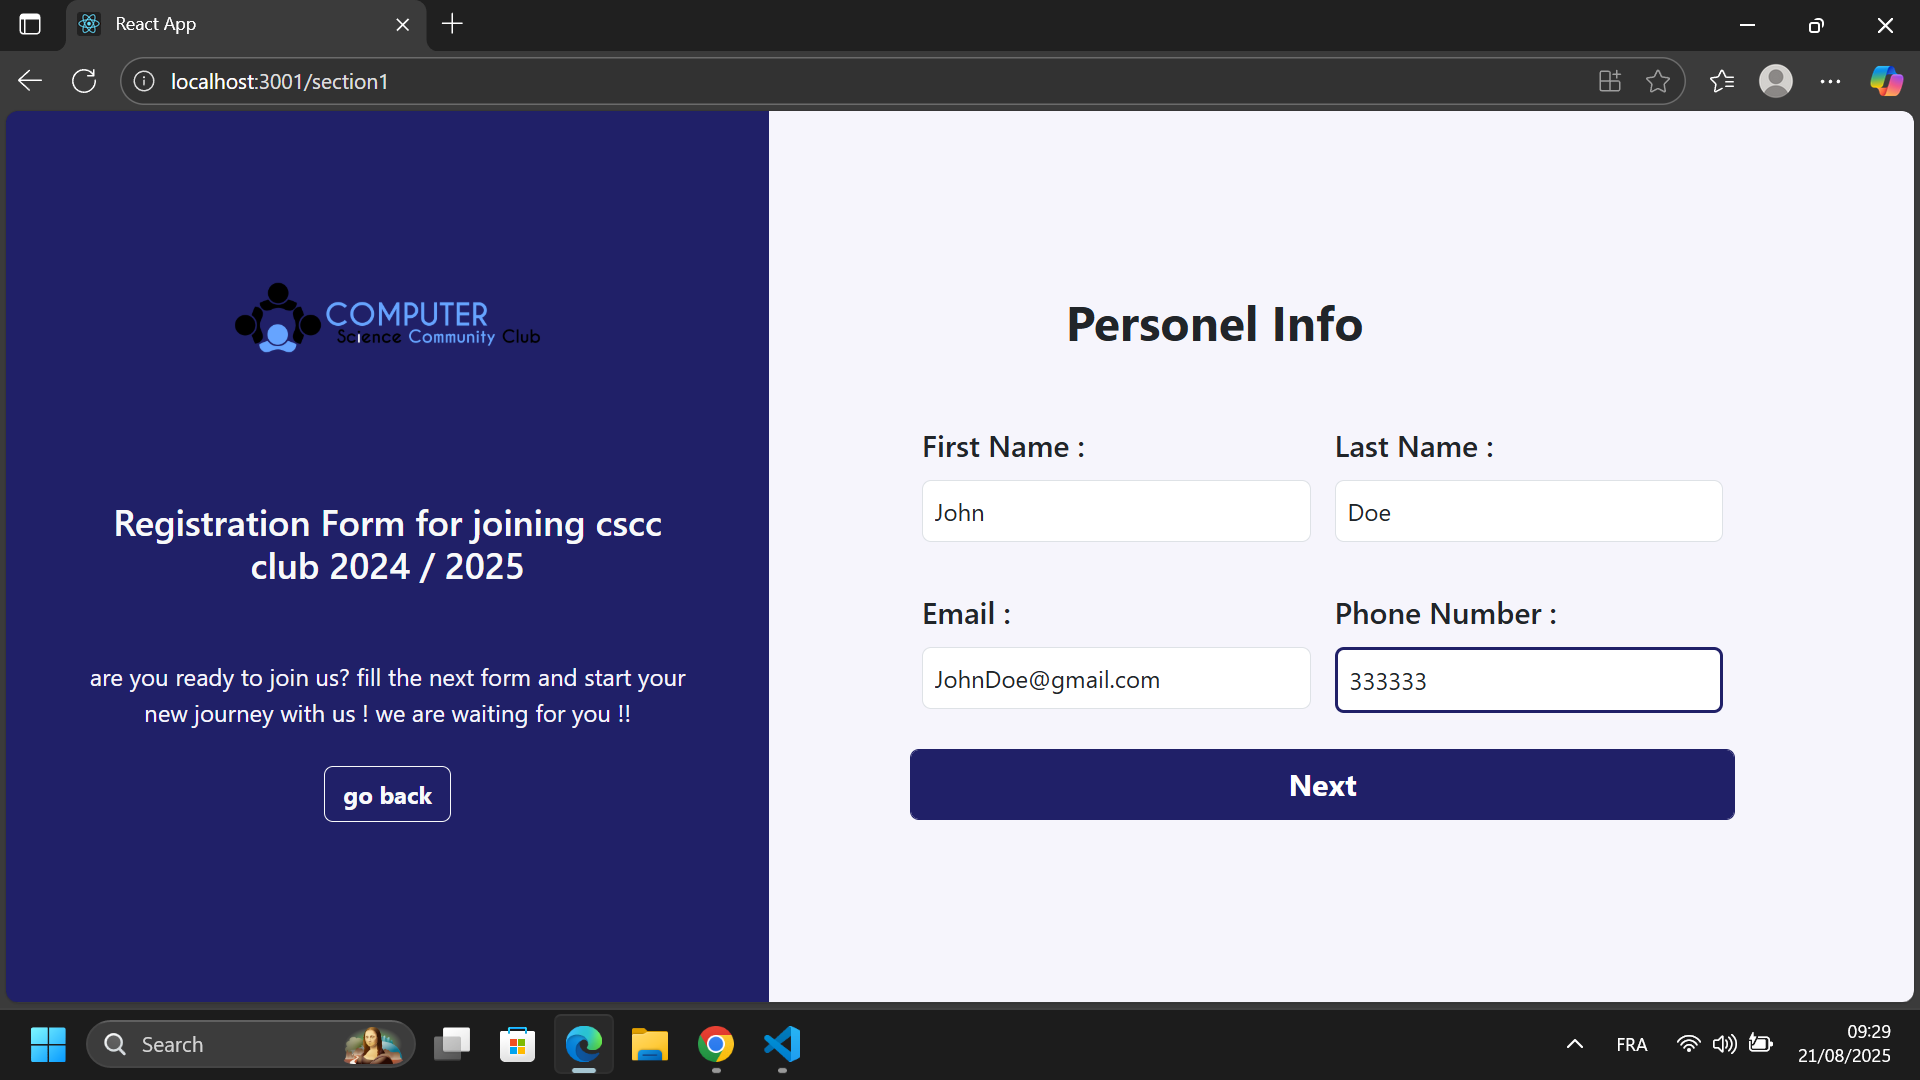 React App
localhost:3001/section1
COMPUTER
Science Community Club
Registration Form for joining cscc
club 2024 / 2025
are you ready to join us? fill the next form and start your
new journey with us ! we are waiting for you !!
go back
Personel Info
First Name :
Last Name :
John
Doe
Email :
Phone Number :
JohnDoe@gmail.com
333333
Next
Search
FRA
09:29
21/08/2025